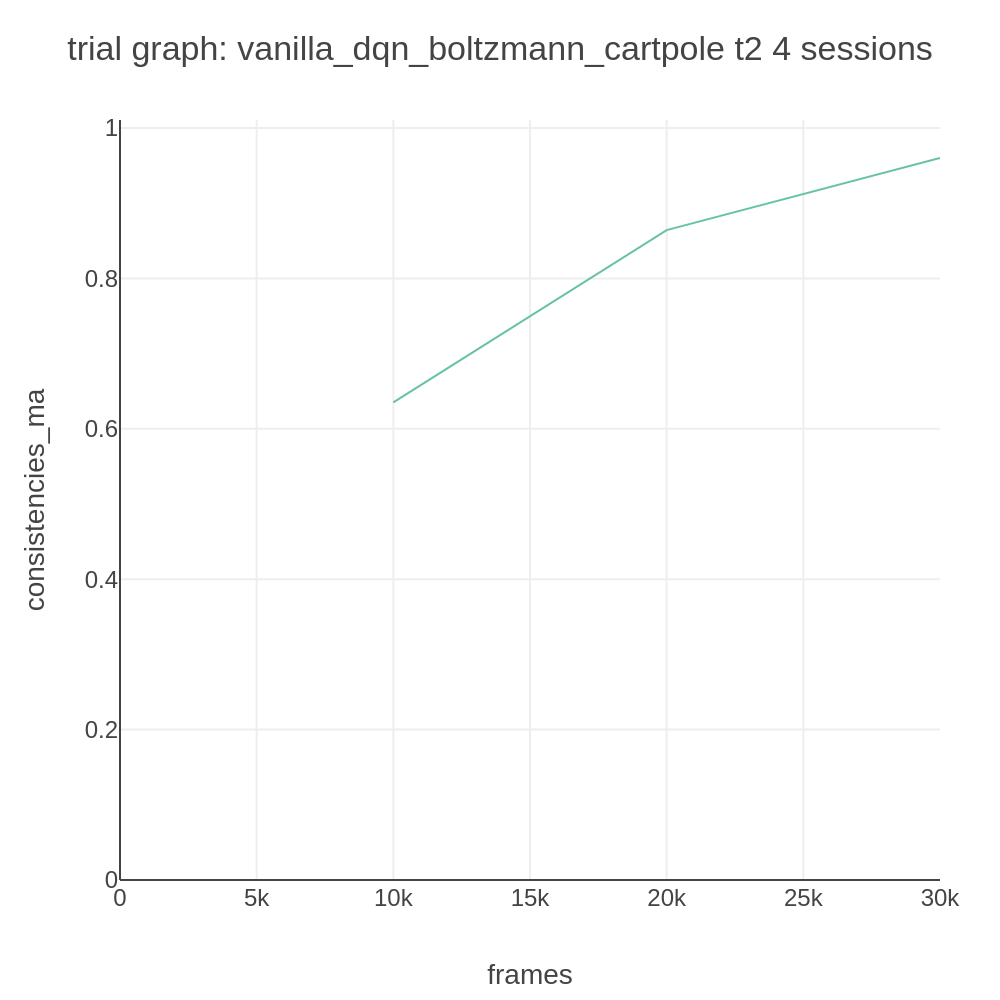 trial graph: vanilla_dqn_boltzmann_cartpole t2 4 sessions
consistencies_ma
1
0.8
0.6
0.4
0.2
0
0 5k 10k 15k 20k 25k 30k
frames